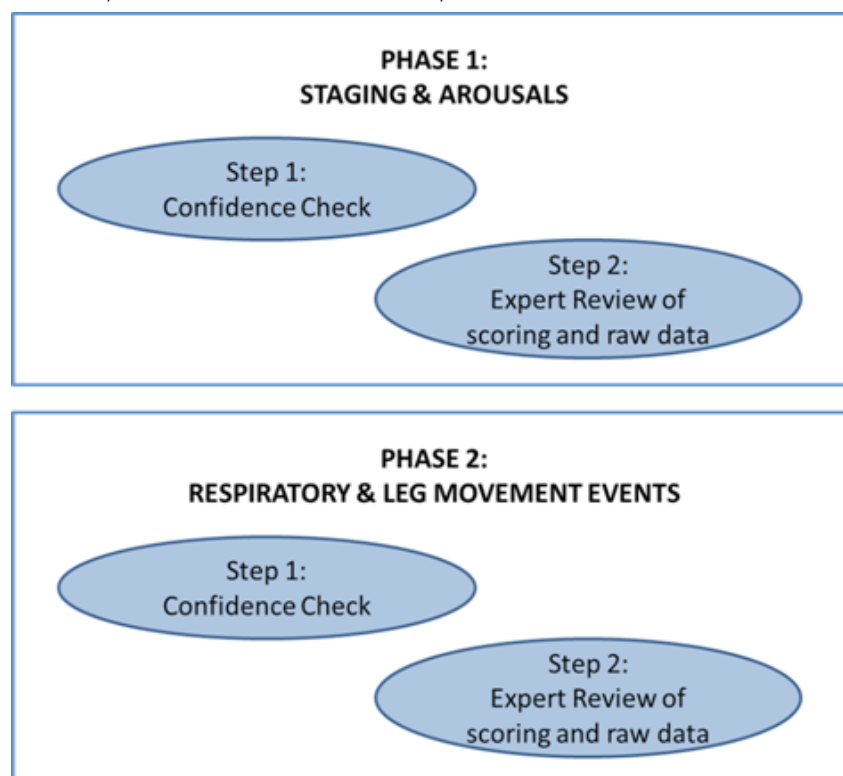 PHASE 1:
STAGING & AROUSALS
Step 1:
Confidence Check
Step 2:
Expert Review of
scoring and raw data
PHASE 2:
RESPIRATORY & LEG MOVEMENT EVENTS
Step 1:
Confidence Check
Step 2:
Expert Review of
scoring and raw data